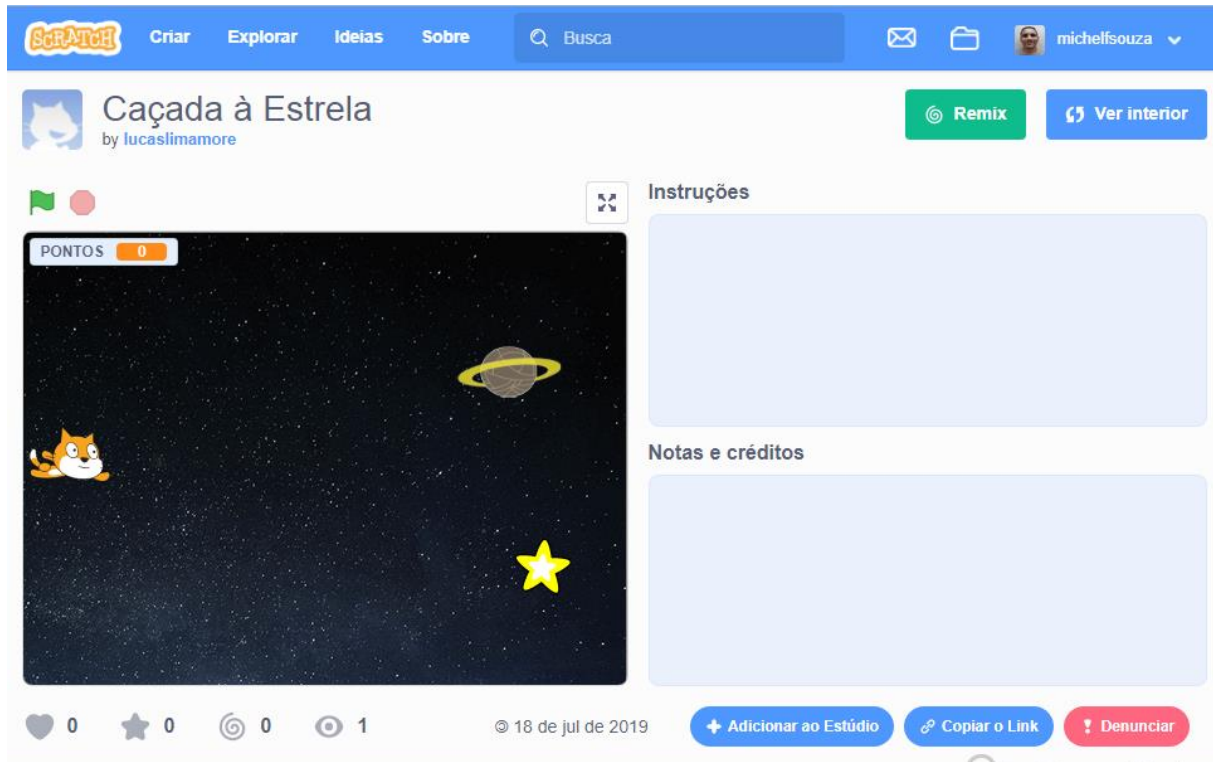 SCRATCH Criar Explorar Ideias Sobre Busca michelfsouza
Caçada à Estrela
by lucaslimamore
Remix
Ver interior
Instruções
PONTOS 0
Notas e créditos
0 0 0 1
18 de jul de 2019
Adicionar ao Estúdio
Copiar o Link
Denunciar